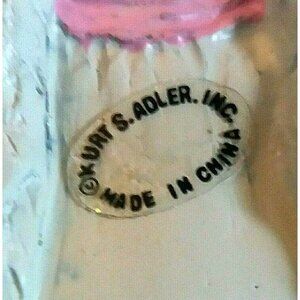 ©KURT S. ADLER. INC.
MADE IN CHINA